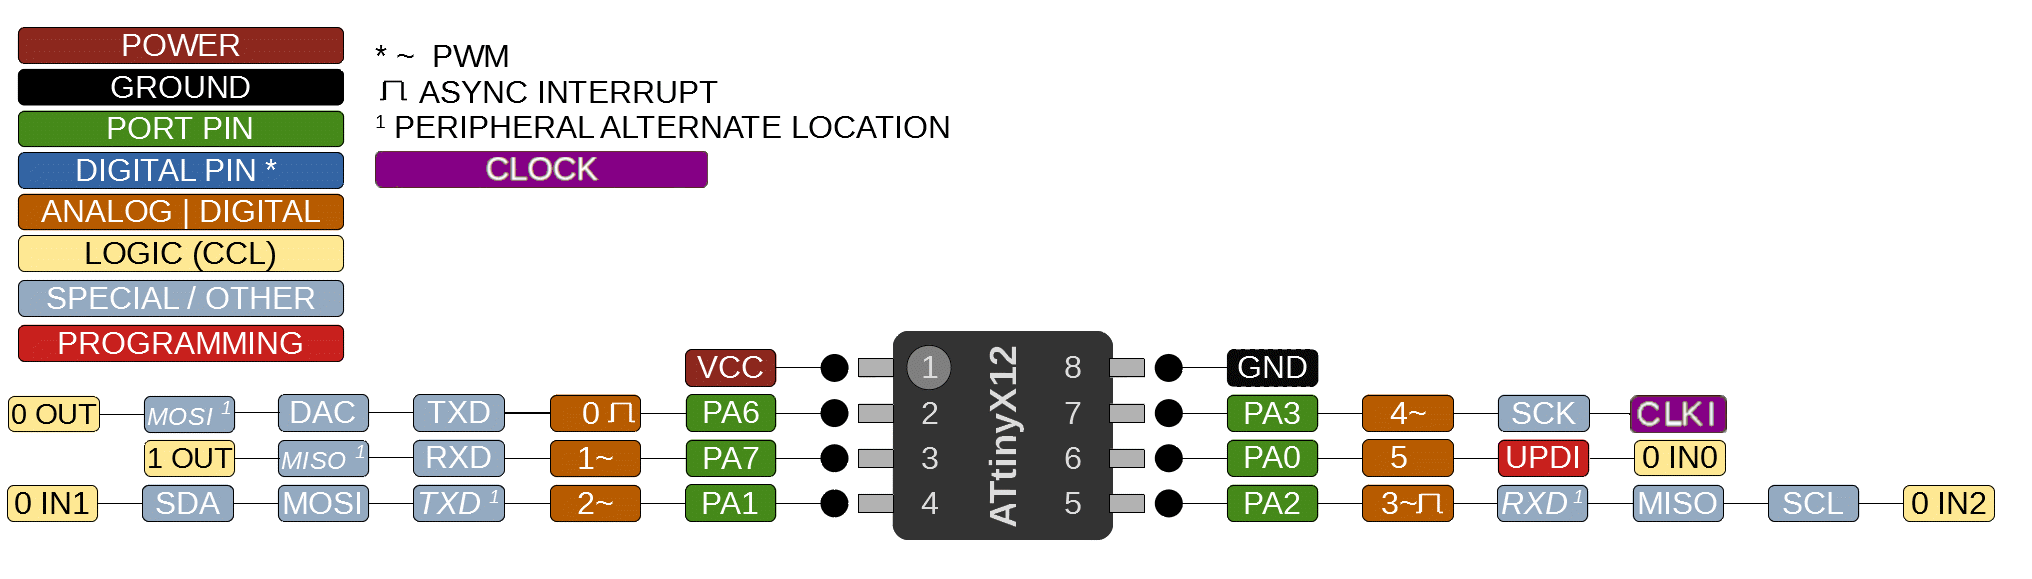 POWER
GROUND
PORT PIN
DIGITAL PIN *
ANALOG | DIGITAL
LOGIC (CCL)
SPECIAL / OTHER
PROGRAMMING
* ~ PWM
ASYNC INTERRUPT
¹ PERIPHERAL ALTERNATE LOCATION
CLOCK
VCC 1 8 GND
0 OUT MOSI ¹ DAC TXD 0 PA6 2 7 PA3 4~ SCK CLKI
1 OUT MISO ¹ RXD 1~ PA7 3 6 PA0 5 UPDI 0 IN0
0 IN1 SDA MOSI TXD ¹ 2~ PA1 4 5 PA2 3~ RXD ¹ MISO SCL 0 IN2
ATtinyX12